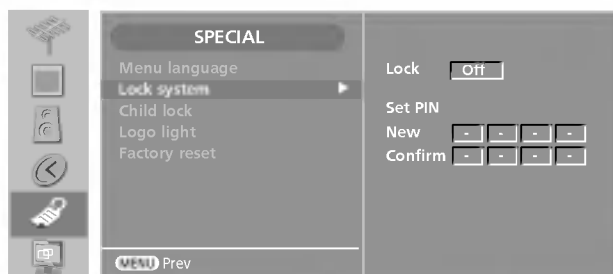 SPECIAL
Menu language
Lock system
Child lock
Logo light
Factory reset
MENU Prev
Lock Off
Set PIN
New - - - -
Confirm - - - -